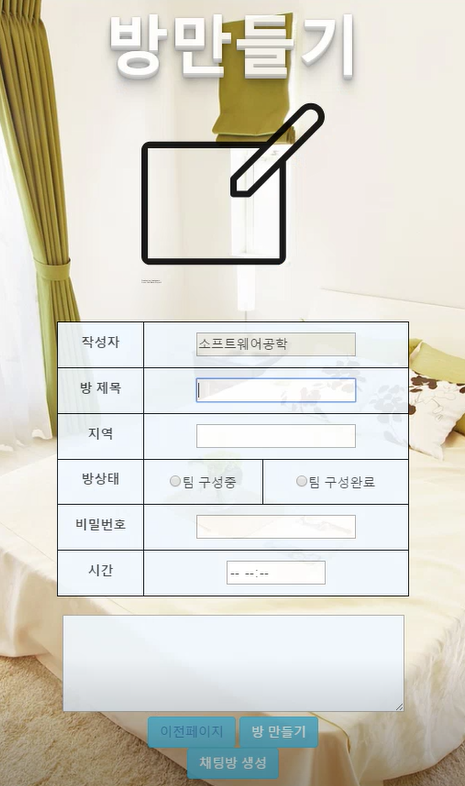 방만들기
작성자 소프트웨어공학
방 제목
지역
방상태 팀 구성중 팀 구성완료
비밀번호
시간 -- --:--
이전페이지 방 만들기
채팅방 생성